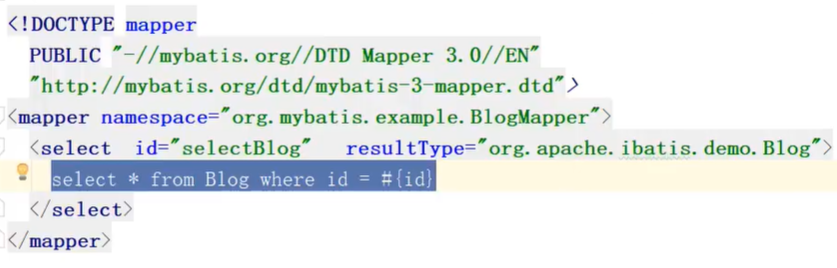 <!DOCTYPE mapper
PUBLIC "-//mybatis.org//DTD Mapper 3.0//EN"
"http://mybatis.org/dtd/mybatis-3-mapper.dtd">
<mapper namespace="org.mybatis.example.BlogMapper">
<select id="selectBlog" resultType="org.apache.ibatis.demo.Blog">
select * from Blog where id = #{id}
</select>
</mapper>